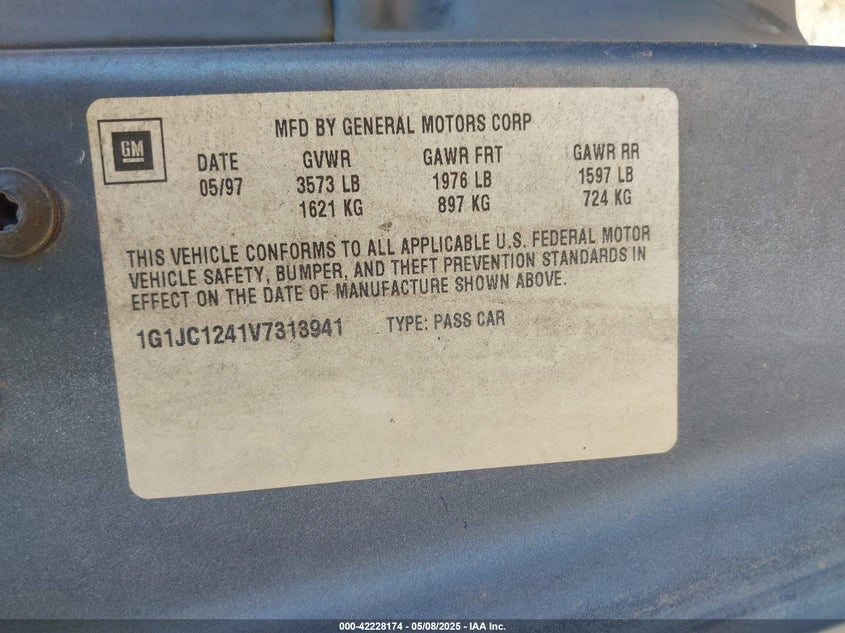 GM
MFD BY GENERAL MOTORS CORP
DATE GVWR GAWR FRT GAWR RR
05/97 3573 LB 1976 LB 1597 LB
1621 KG 897 KG 724 KG
THIS VEHICLE CONFORMS TO ALL APPLICABLE U.S. FEDERAL MOTOR
VEHICLE SAFETY, BUMPER, AND THEFT PREVENTION STANDARDS IN
EFFECT ON THE DATE OF MANUFACTURE SHOWN ABOVE.
1G1JC1241V7313941 TYPE: PASS CAR
000-42228174 — 05/08/2025 — IAA Inc.